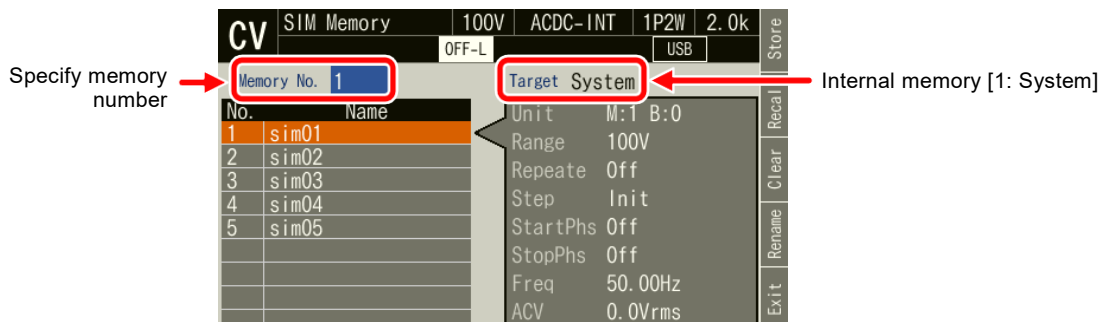 CV SIM Memory 100V ACDC-INT 1P2W 2.0k
OFF-L USB
Specify memory
number
Memory No. 1
Target System
Internal memory [1: System]
No. Name
1 sim01
2 sim02
3 sim03
4 sim04
5 sim05
Unit M:1 B:0
Range 100V
Repeate Off
Step Init
StartPhs Off
StopPhs Off
Freq 50.00Hz
ACV 0.0Vrms
Store
Recal
Clear
Rename
Exit